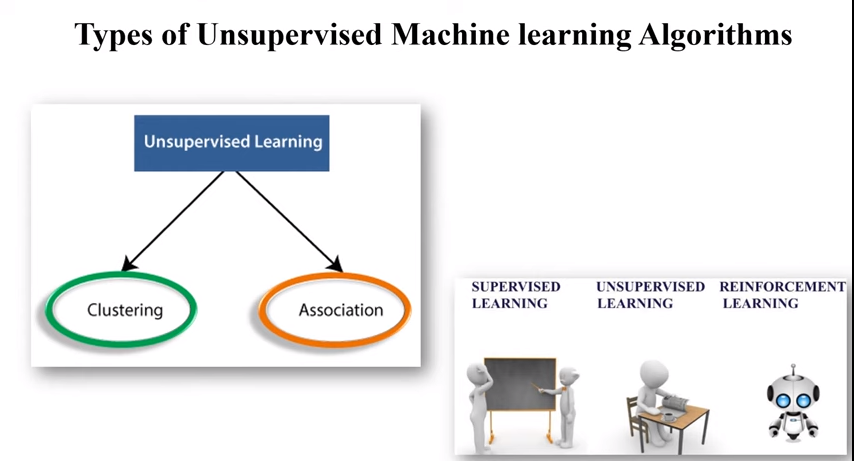 Types of Unsupervised Machine learning Algorithms
Unsupervised Learning
Clustering
Association
SUPERVISED
LEARNING
UNSUPERVISED
LEARNING
REINFORCEMENT
LEARNING